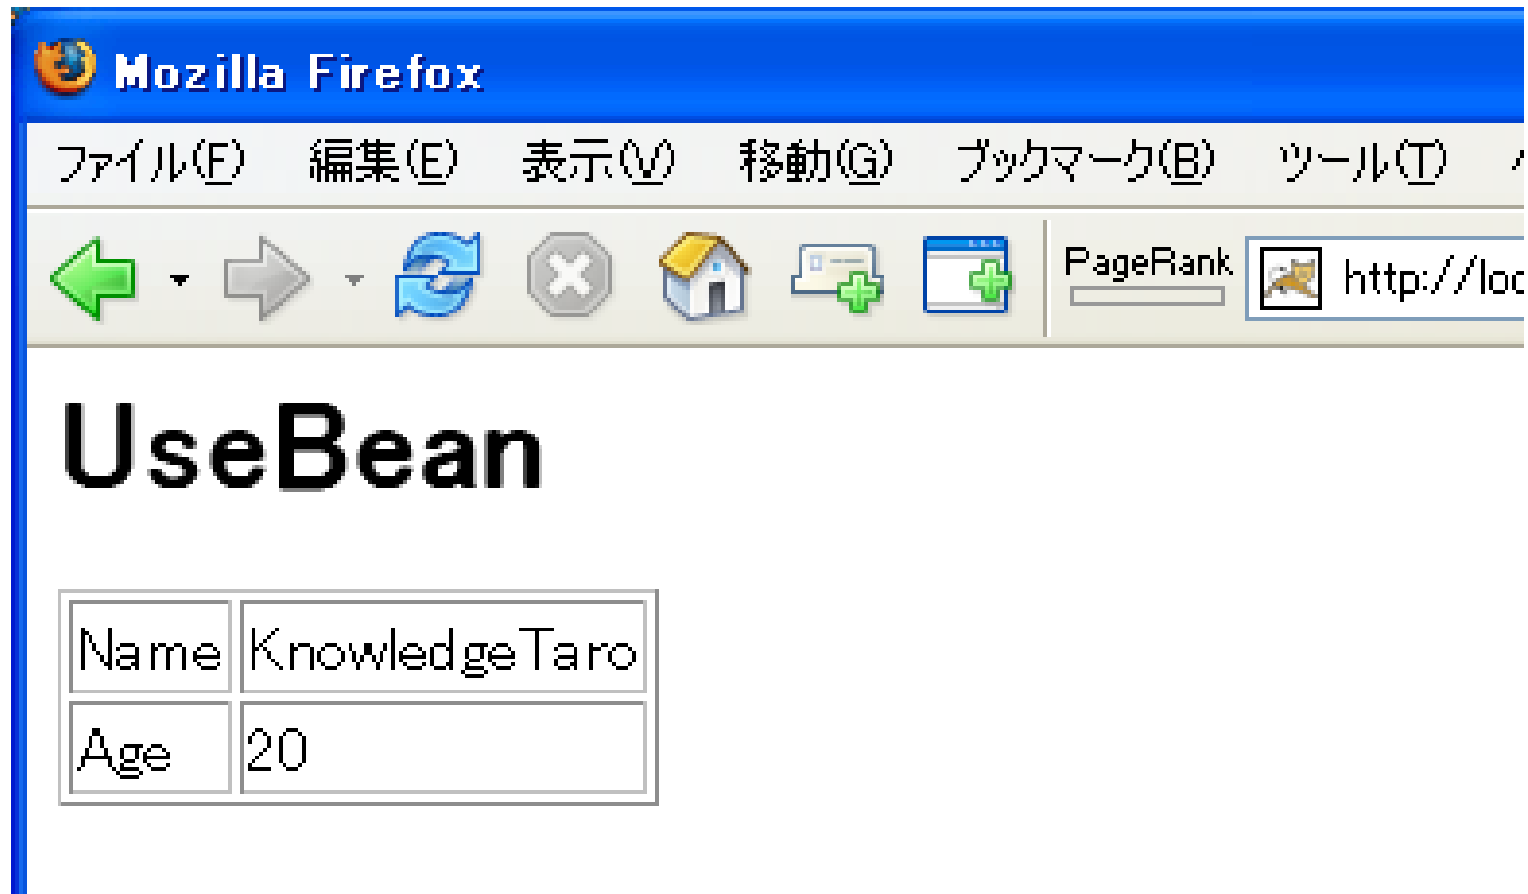 Mozilla Firefox
ファイル(F) 編集(E) 表示(V) 移動(G) ブックマーク(B) ツール(T)
PageRank http://loc
UseBean
Name KnowledgeTaro
Age 20